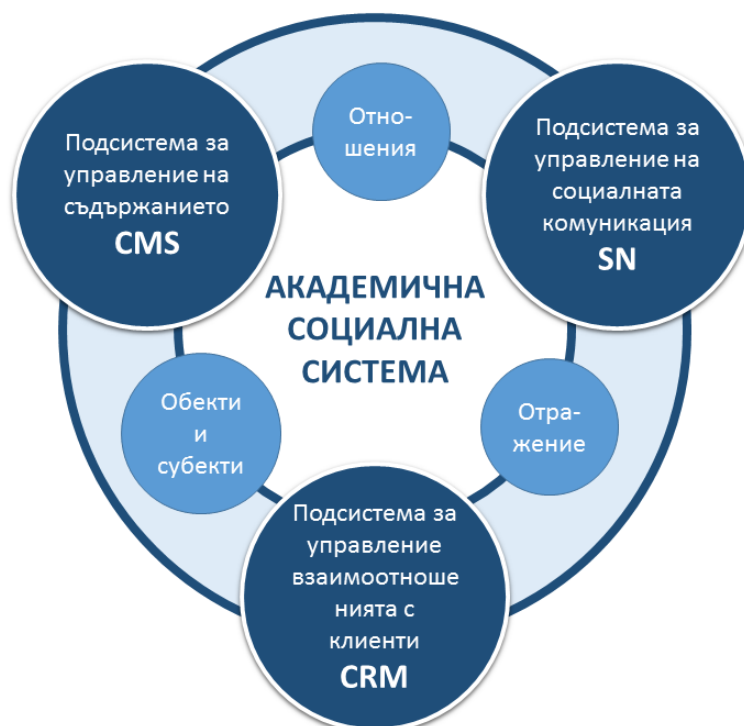 Отно-
шения
Подсистема за
управление на
съдържанието
CMS
Подсистема за
управление на
социалната
комуникация
SN
АКАДЕМИЧНА
СОЦИАЛНА
СИСТЕМА
Обекти
и
субекти
Отра-
жение
Подсистема за
управление
взаимоотноше
нията с
клиенти
CRM